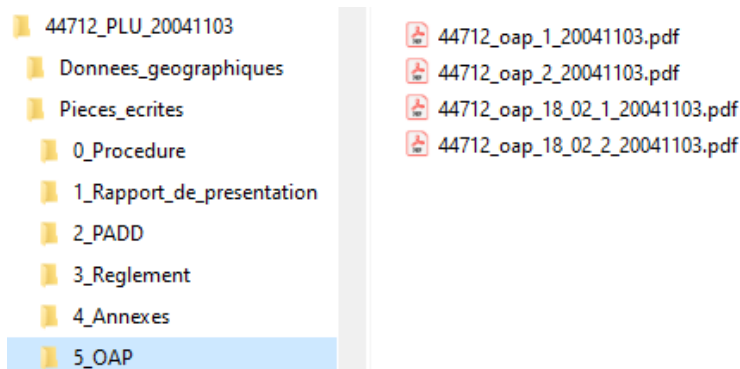 44712_PLU_20041103
Donnees_geographiques
Pieces_ecrites
0_Procedure
1_Rapport_de_presentation
2_PADD
3_Reglement
4_Annexes
5_OAP
44712_oap_1_20041103.pdf
44712_oap_2_20041103.pdf
44712_oap_18_02_1_20041103.pdf
44712_oap_18_02_2_20041103.pdf